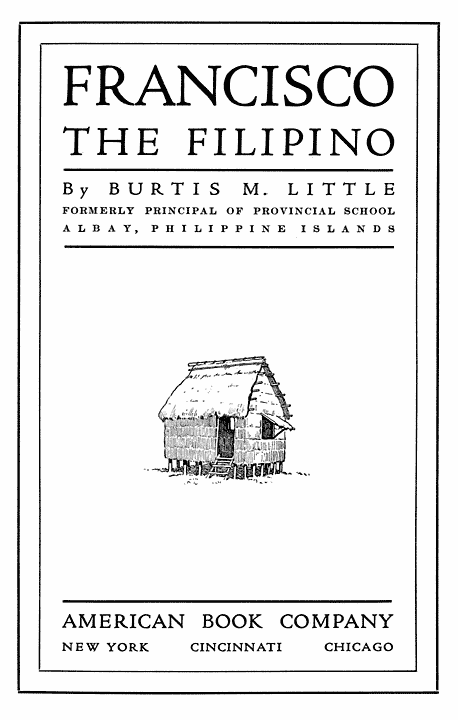 FRANCISCO
THE FILIPINO
By BURTIS M. LITTLE
FORMERLY PRINCIPAL OF PROVINCIAL SCHOOL
ALBAY, PHILIPPINE ISLANDS
AMERICAN BOOK COMPANY
NEW YORK CINCINNATI CHICAGO